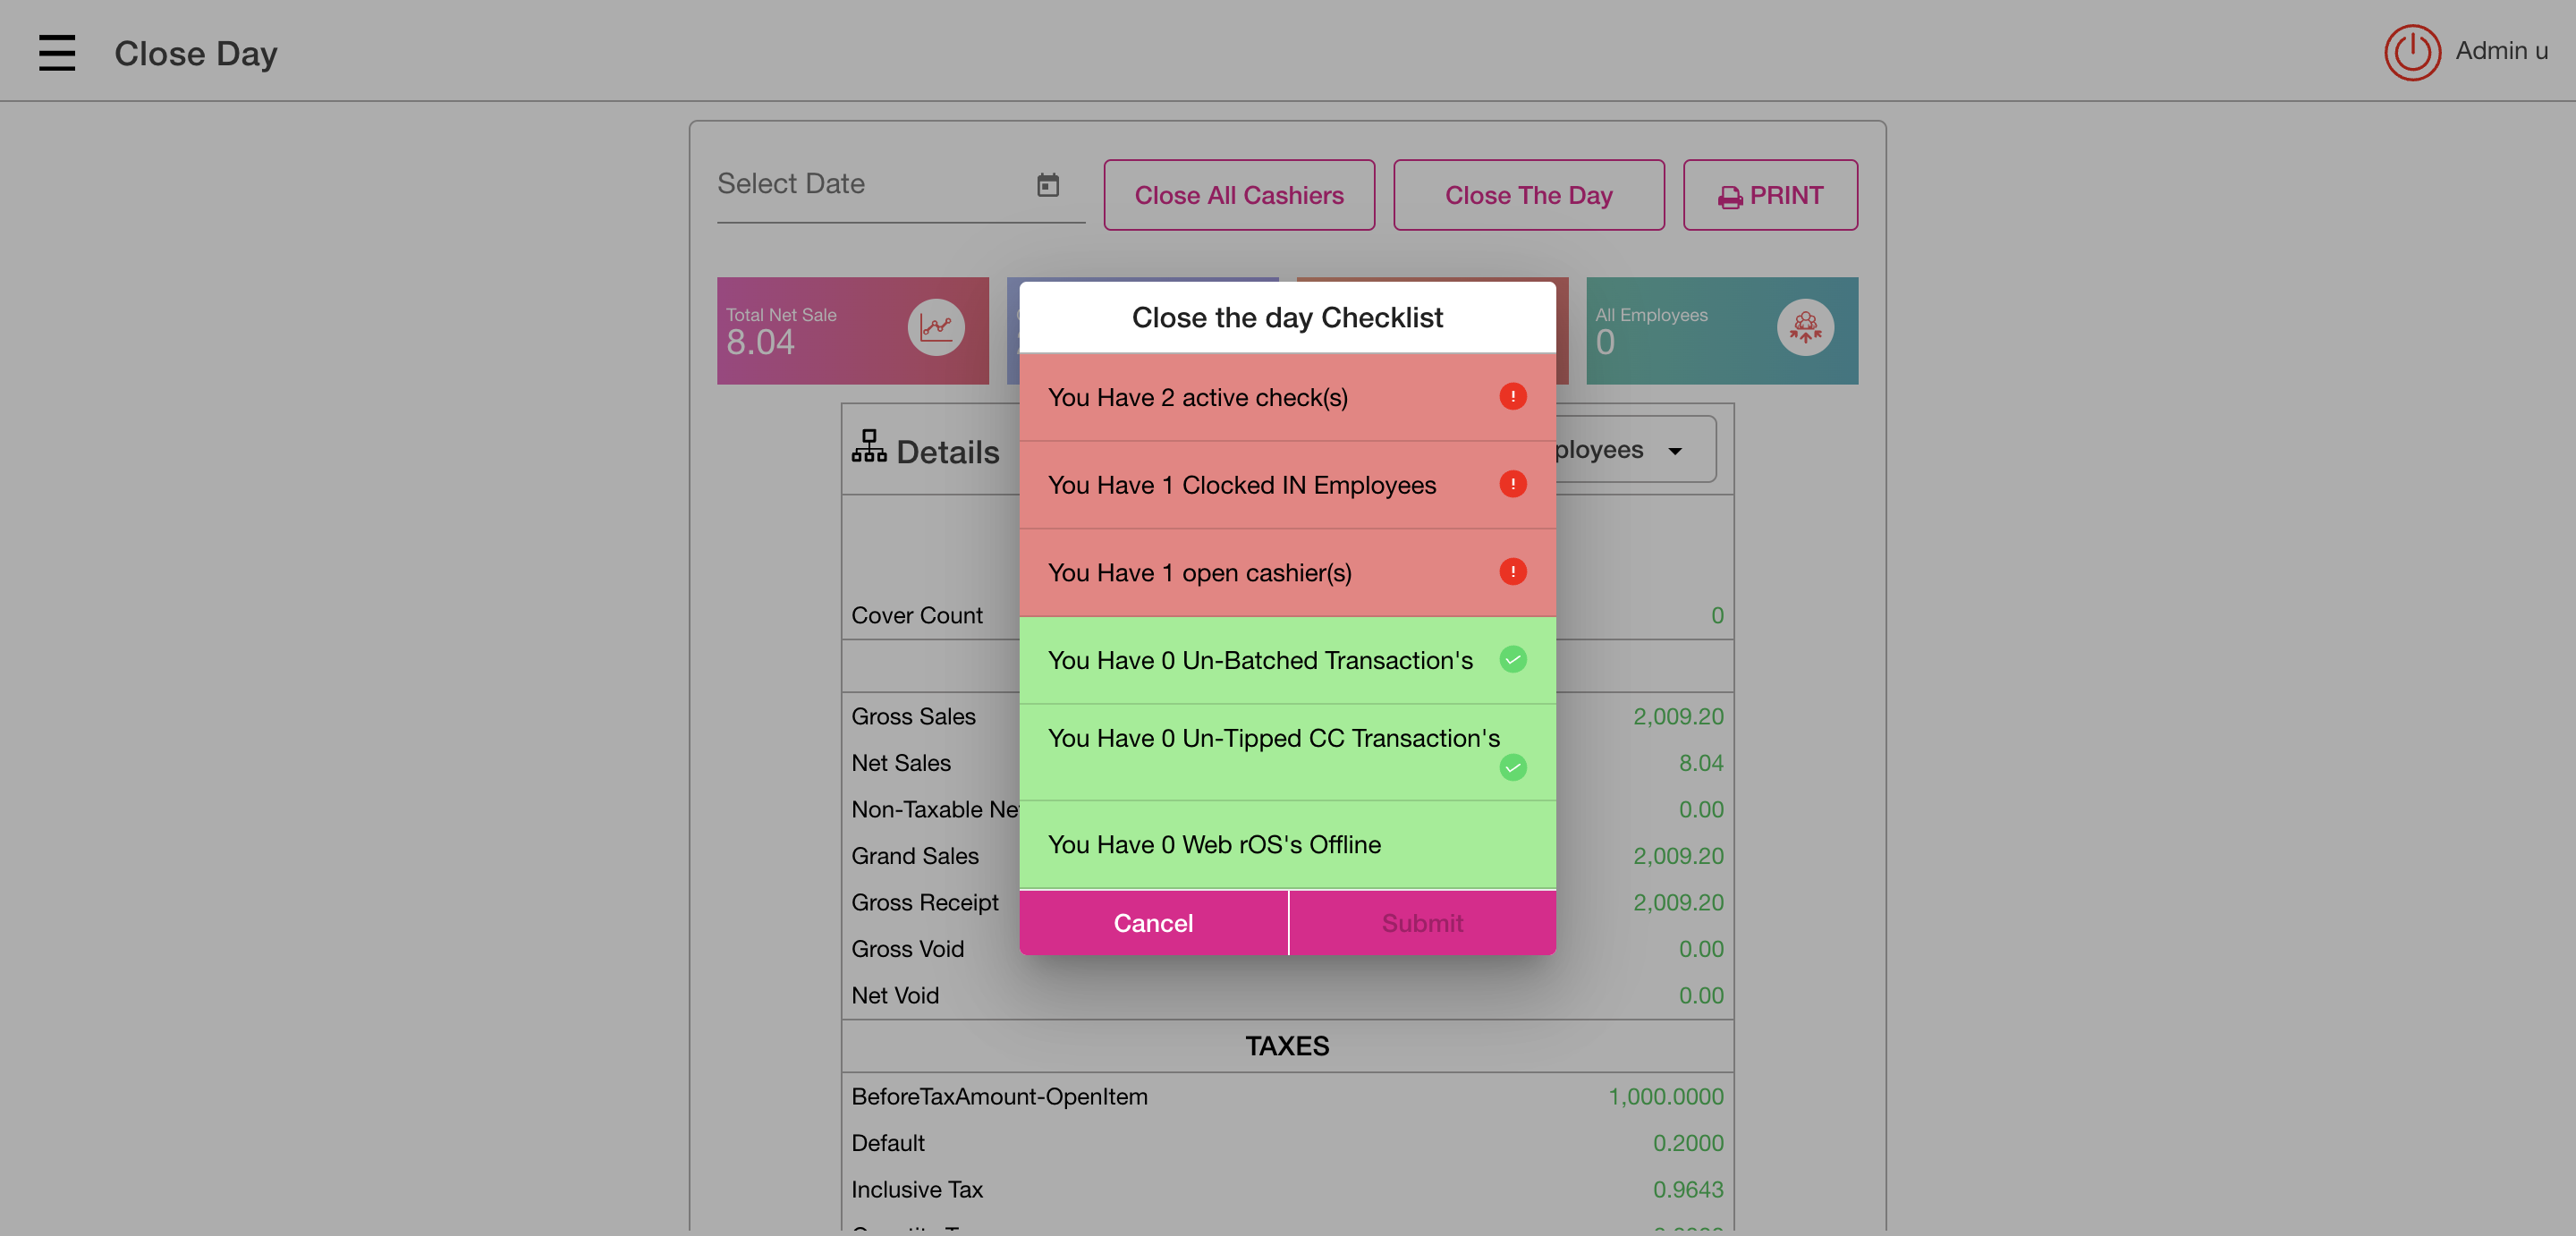 Close Day
Admin u
Select Date
Close All Cashiers
Close The Day
PRINT
Total Net Sale
8.04
All Employees
0
Close the day Checklist
You Have 2 active check(s)
You Have 1 Clocked IN Employees
You Have 1 open cashier(s)
You Have 0 Un-Batched Transaction's
You Have 0 Un-Tipped CC Transaction's
You Have 0 Web rOS's Offline
Cancel
Submit
Details
ployees
Cover Count 0
Gross Sales 2,009.20
Net Sales 8.04
Non-Taxable Ne 0.00
Grand Sales 2,009.20
Gross Receipt 2,009.20
Gross Void 0.00
Net Void 0.00
TAXES
BeforeTaxAmount-OpenItem 1,000.0000
Default 0.2000
Inclusive Tax 0.9643